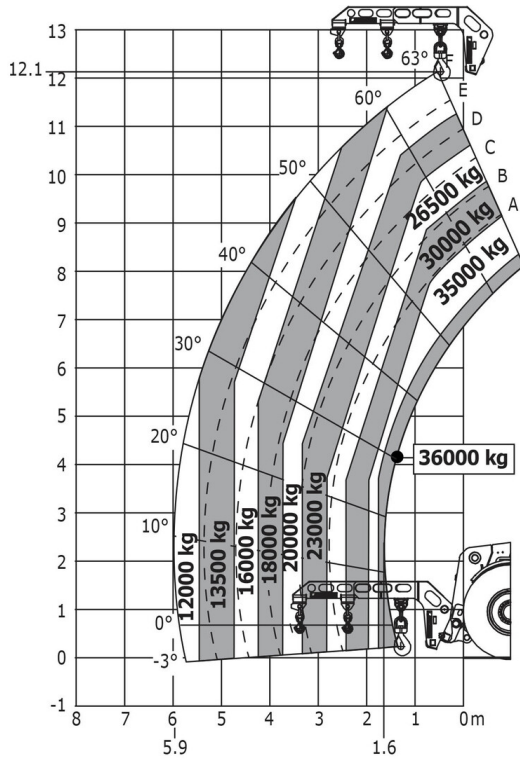 13
12.1
12
11
10
9
8
7
6
5
4
3
2
1
0
-1
63°
F
E
D
C
B
A
60°
50°
40°
30°
20°
10°
0°
-3°
26500 kg
30000 kg
35000 kg
36000 kg
12000 kg
13500 kg
16000 kg
18000 kg
20000 kg
23000 kg
8 7 6 5 4 3 2 1 0 m
5.9 1.6